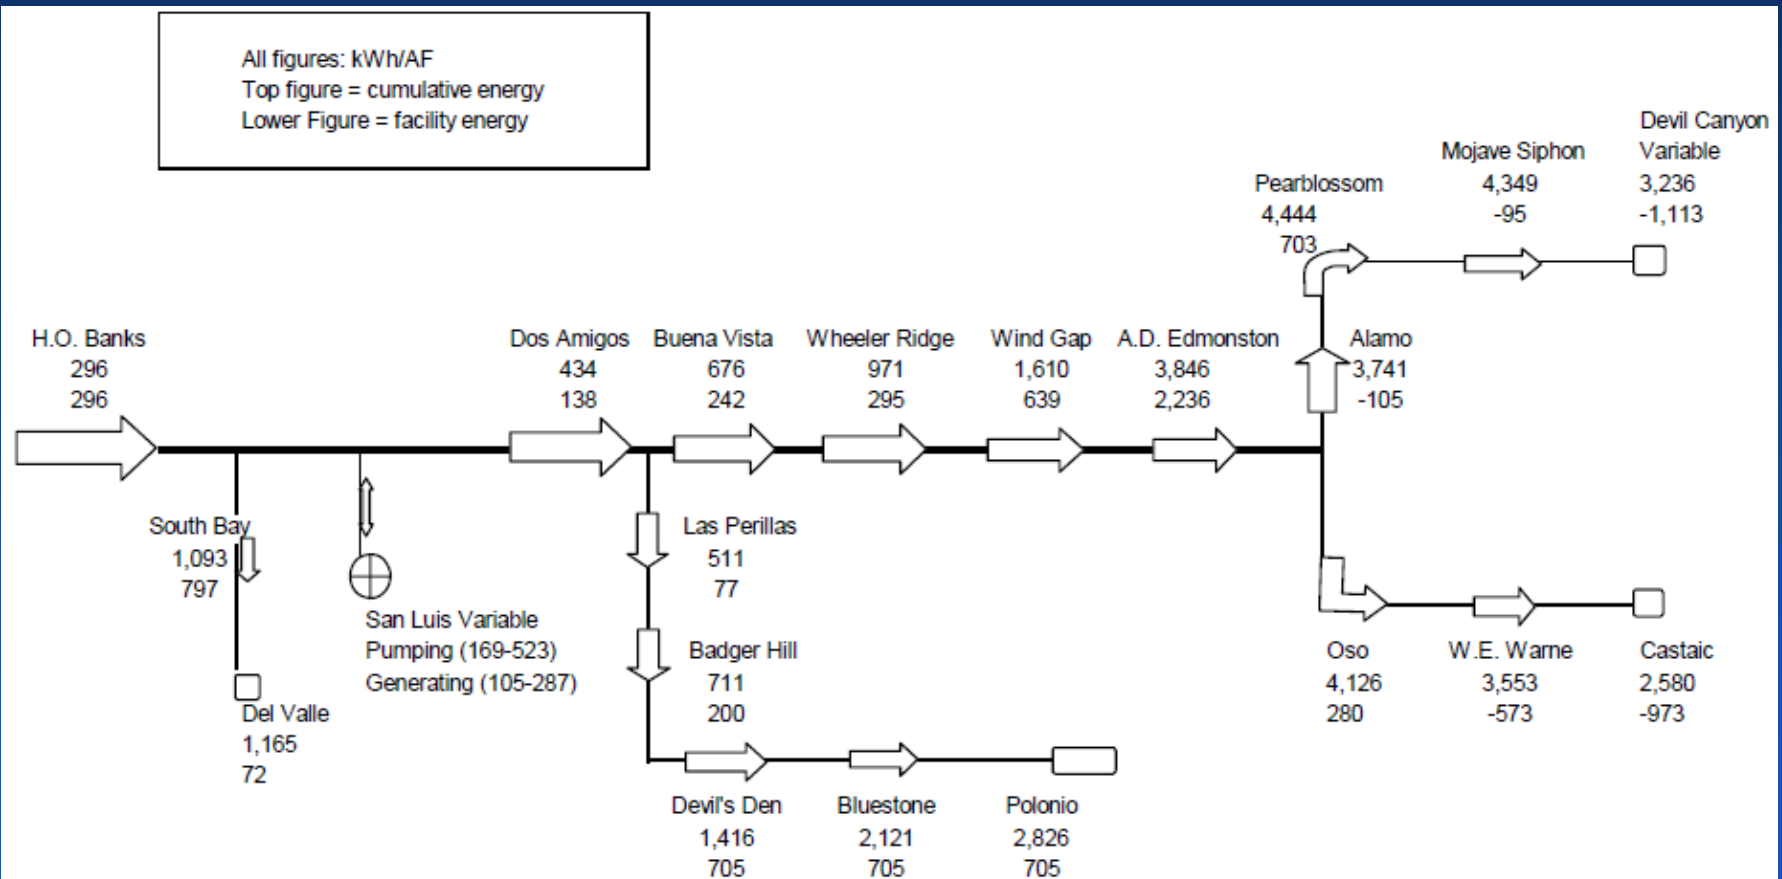 All figures: kWh/AF
Top figure = cumulative energy
Lower Figure = facility energy
Devil Canyon
Variable
3,236
-1,113
Mojave Siphon
4,349
-95
Pearblossom
4,444
703
H.O. Banks
296
296
Dos Amigos
434
138
Buena Vista
676
242
Wheeler Ridge
971
295
Wind Gap
1,610
639
A.D. Edmonston
3,846
2,236
Alamo
3,741
-105
South Bay
1,093
797
Del Valle
1,165
72
San Luis Variable
Pumping (169-523)
Generating (105-287)
Las Perillas
511
77
Badger Hill
711
200
Devil's Den
1,416
705
Bluestone
2,121
705
Polonio
2,826
705
Oso
4,126
280
W.E. Warne
3,553
-573
Castaic
2,580
-973